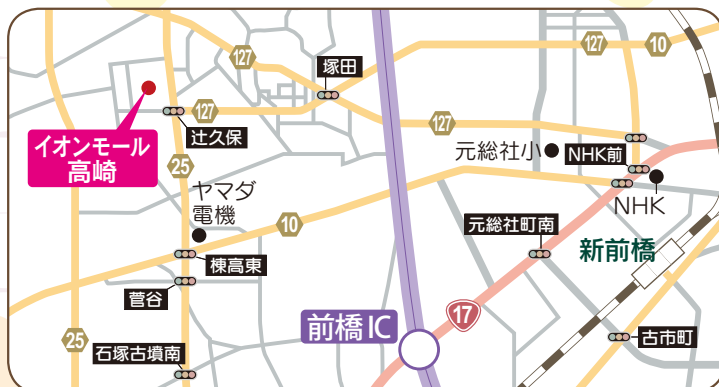 127
127
10
塚田
127
辻久保
127
イオンモール
高崎
元総社小
NHK前
25
ヤマダ
電機
NHK
10
元総社町南
棟高東
新前橋
菅谷
前橋IC
17
25
石塚古墳南
古市町